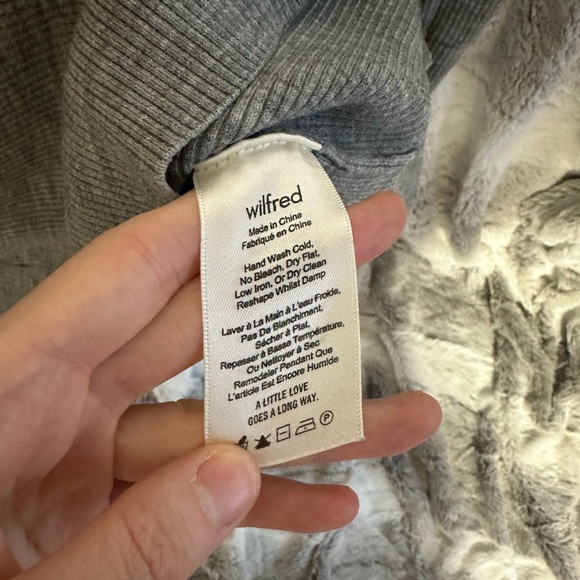 wilfred
Made in China
Fabriqué en Chine
Hand Wash Cold,
No Bleach, Dry Flat,
Low Iron, Or Dry Clean
Reshape Whilst Damp
Laver à La Main à L'eau Froide,
Pas De Blanchiment,
Sécher à Plat,
Repasser à Basse Température,
Ou Nettoyer à Sec
Remodeler Pendant Que
L'article Est Encore Humide
A LITTLE LOVE
GOES A LONG WAY.
P